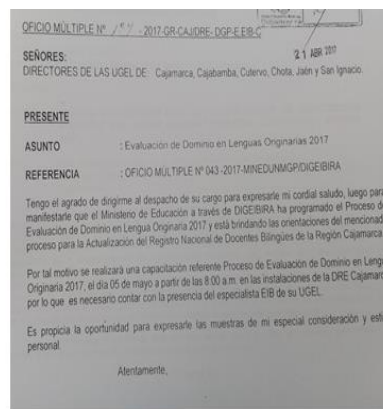 OFICIO MÚLTIPLE Nº -2017-GR-CAJ/DRE- DGP-E.EIB-C
21 ABR 2017
SEÑORES:
DIRECTORES DE LAS UGEL DE Cajamarca, Cajabamba, Cutervo, Chota, Jaén y San Ignacio.
PRESENTE
ASUNTO : Evaluación de Dominio en Lenguas Originarias 2017
REFERENCIA : OFICIO MÚLTIPLE Nº 043 -2017-MINEDUNMGP/DIGEIBIRA
Tengo el agrado de dirigirme al despacho de su cargo para expresarle mi cordial saludo, luego para
manifestarle que el Ministerio de Educación a través de DIGEIBIRA ha programado el Proceso de
Evaluación de Dominio en Lengua Originaria 2017 y está brindando las orientaciones del mencionad
proceso para la Actualización del Registro Nacional de Docentes Bilingües de la Región Cajamarca.
Por tal motivo se realizará una capacitación referente Proceso de Evaluación de Dominio en Leng
Originaria 2017, el día 05 de mayo a partir de las 8:00 a.m. en las instalaciones de la DRE Cajamar
por lo que es necesario contar con la presencia del especialista EIB de su UGEL.
Es propicia la oportunidad para expresarle las muestras de mi especial consideración y est
personal.
Atentamente,